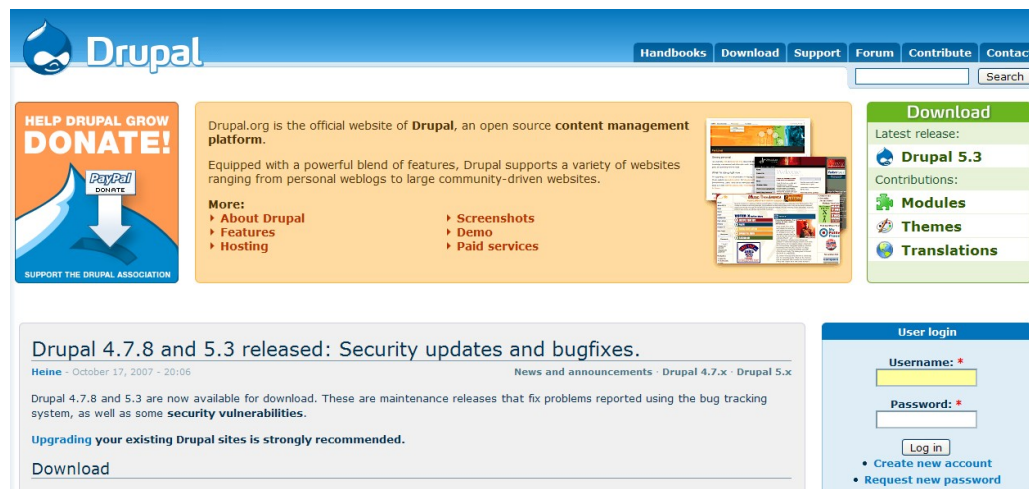 Drupal
Handbooks Download Support Forum Contribute Contac
Search
HELP DRUPAL GROW
DONATE!
PayPal
DONATE
SUPPORT THE DRUPAL ASSOCIATION
Drupal.org is the official website of Drupal, an open source content management
platform.
Equipped with a powerful blend of features, Drupal supports a variety of websites
ranging from personal weblogs to large community-driven websites.
More:
About Drupal
Features
Hosting
Screenshots
Demo
Paid services
Download
Latest release:
Drupal 5.3
Contributions:
Modules
Themes
Translations
Drupal 4.7.8 and 5.3 released: Security updates and bugfixes.
Heine - October 17, 2007 - 20:06
News and announcements · Drupal 4.7.x · Drupal 5.x
Drupal 4.7.8 and 5.3 are now available for download. These are maintenance releases that fix problems reported using the bug tracking
system, as well as some security vulnerabilities.
Upgrading your existing Drupal sites is strongly recommended.
Download
User login
Username: *
Password: *
Log in
• Create new account
• Request new password